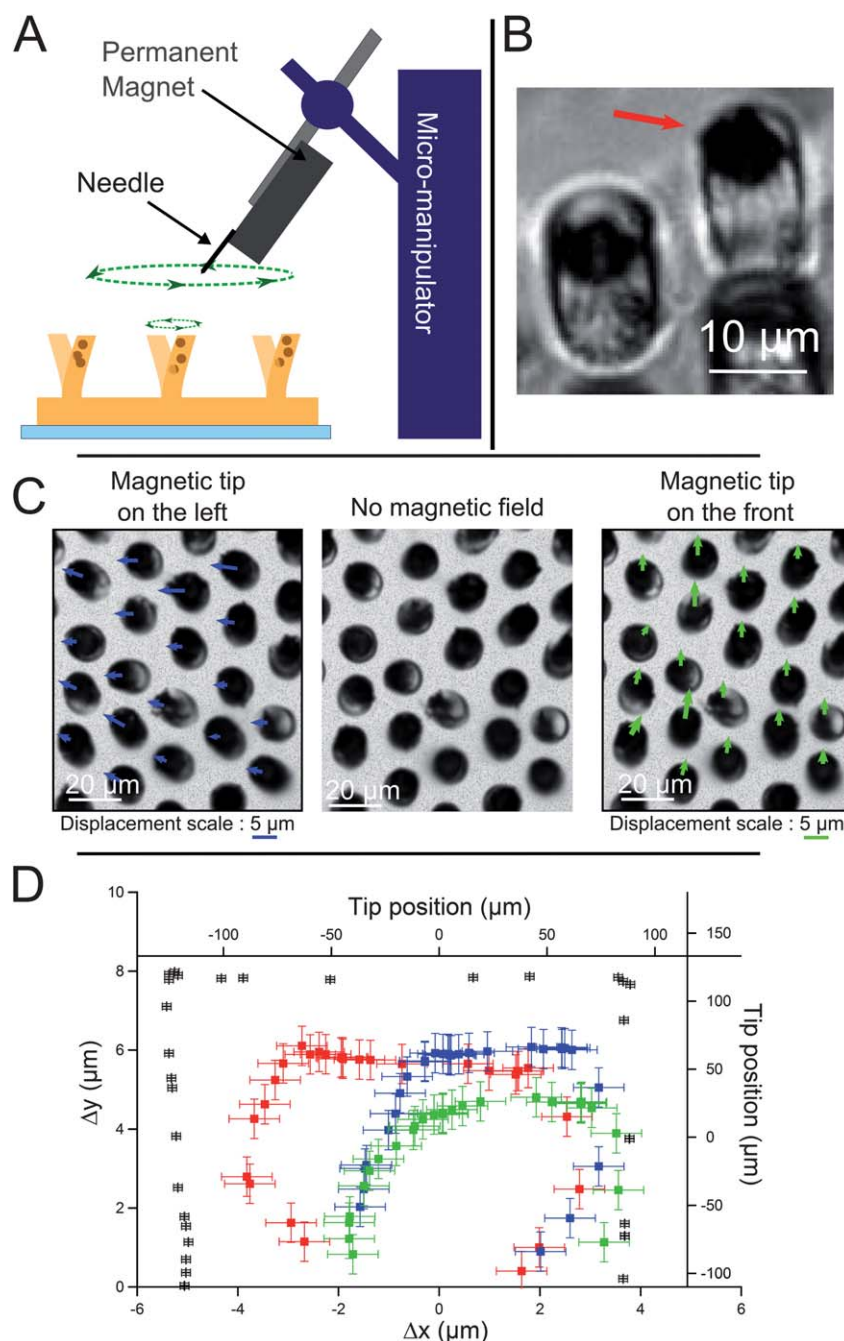 A
Permanent
Magnet
Needle
Micro-manipulator
B
10 µm
C
Magnetic tip
on the left
No magnetic field
Magnetic tip
on the front
20 µm
20 µm
20 µm
Displacement scale : 5 µm
Displacement scale : 5 µm
D
10
8
6
4
2
0
Δy (µm)
Tip position (µm)
-100
-50
0
50
100
150
100
50
0
-50
-100
Tip position (µm)
-6
-4
-2
0
2
4
6
Δx (µm)